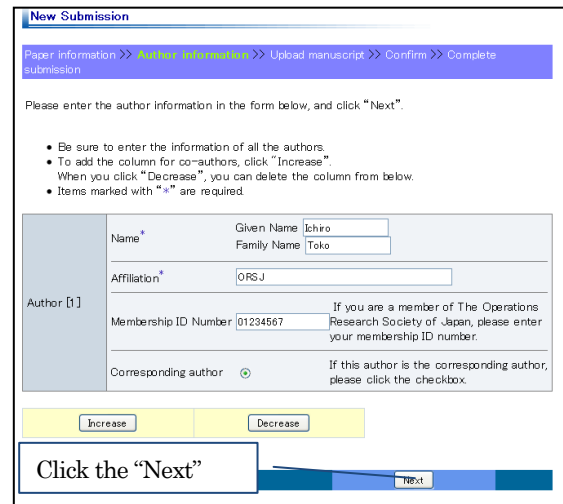 New Submission
Paper information >> Author information >> Upload manuscript >> Confirm >> Complete
submission
Please enter the author information in the form below, and click “Next”.
• Be sure to enter the information of all the authors.
• To add the column for co-authors, click “Increase”.
When you click “Decrease”, you can delete the column from below.
• Items marked with “*” are required.
Author [1]
Name*
Given Name Ichiro
Family Name Toko
Affiliation*
ORSJ
Membership ID Number 01234567
If you are a member of The Operations
Research Society of Japan, please enter
your membership ID number.
Corresponding author
If this author is the corresponding author,
please click the checkbox.
Increase Decrease
Click the “Next”
Next